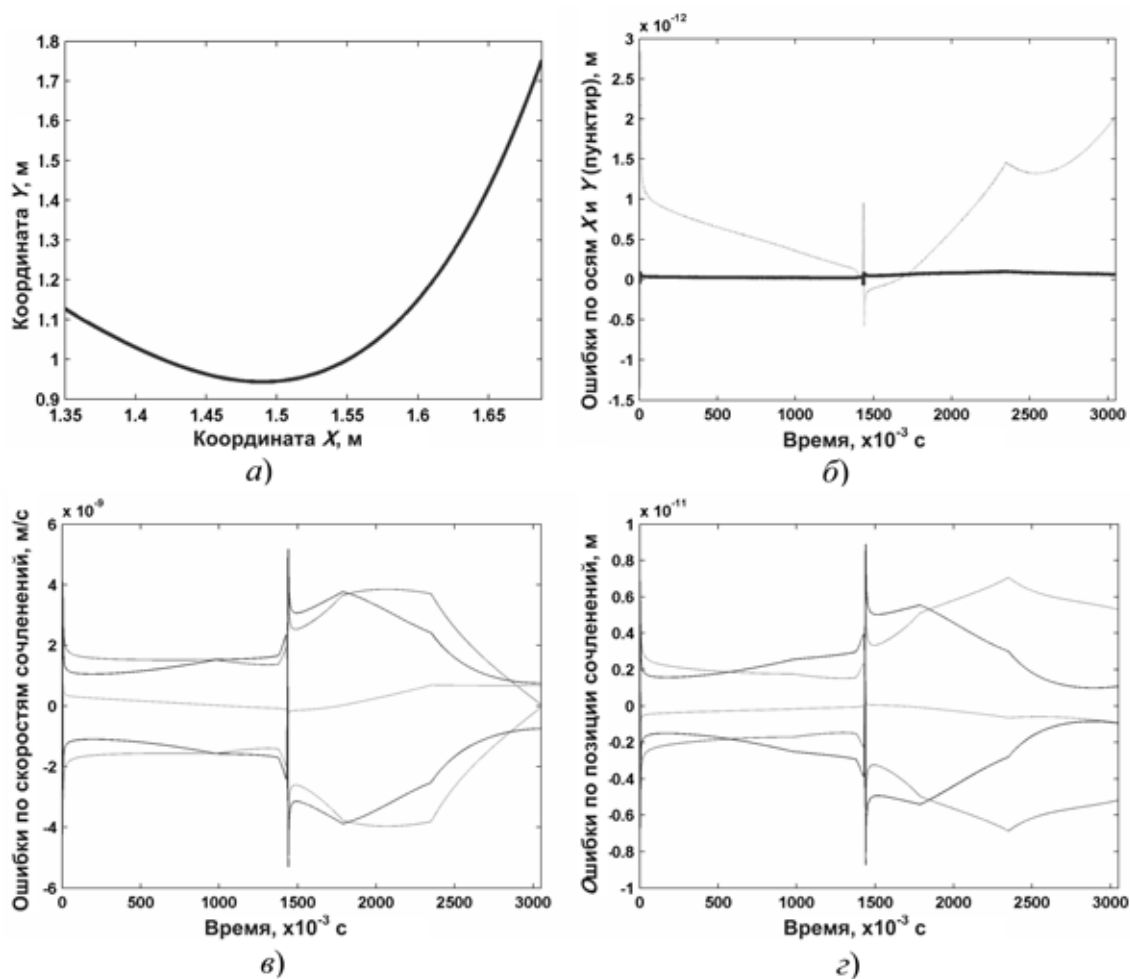 1.8
1.7
1.6
1.5
1.4
1.3
1.2
1.1
1
0.9
Координата Y, м
1.35 1.4 1.45 1.5 1.55 1.6 1.65
Координата X, м
а)
x 10^-12
3
2.5
2
1.5
1
0.5
0
-0.5
-1
-1.5
Ошибки по осям X и Y (пунктир), м
0 500 1000 1500 2000 2500 3000
Время, x10^-3 с
б)
x 10^-9
6
4
2
0
-2
-4
-6
Ошибки по скоростям сочленений, м/с
0 500 1000 1500 2000 2500 3000
Время, x10^-3 с
в)
x 10^-11
1
0.8
0.6
0.4
0.2
0
-0.2
-0.4
-0.6
-0.8
-1
Ошибки по позиции сочленений, м
0 500 1000 1500 2000 2500 3000
Время, x10^-3 с
г)